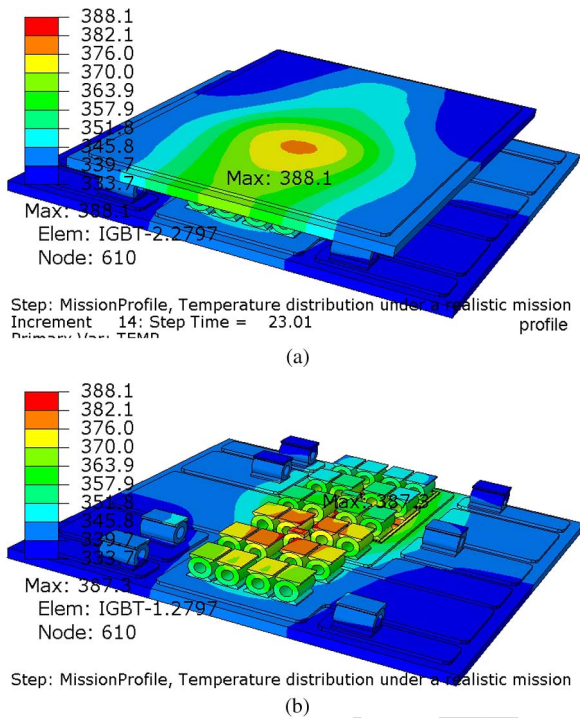 388.1
382.1
376.0
370.0
363.9
357.9
351.8
345.8
339.7
333.7
Max: 388.1
Max: 388.1
Elem: IGBT-2.2797
Node: 610
Step: MissionProfile, Temperature distribution under a realistic mission
Increment 14: Step Time = 23.01 profile
Primary Var: TEMP
(a)
388.1
382.1
376.0
370.0
363.9
357.9
351.8
345.8
339.7
333.7
Max: 387.3
Max: 387.3
Elem: IGBT-1.2797
Node: 610
Step: MissionProfile, Temperature distribution under a realistic mission
(b)